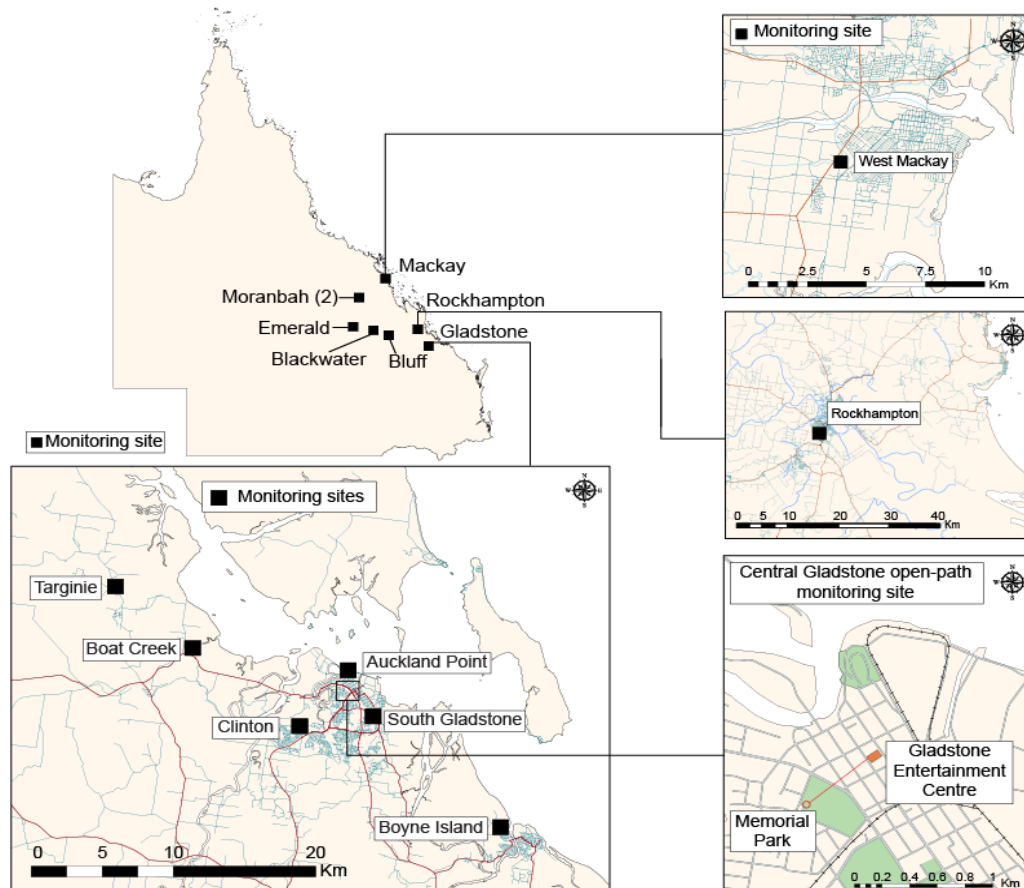 Mackay
Moranbah (2)
Rockhampton
Emerald
Gladstone
Blackwater
Bluff
Monitoring site
Monitoring site
N
W
West Mackay
0 2.5 5 7.5 10
Km
N
W
Rockhampton
0 5 10 20 30 40
Km
Monitoring sites
N
W E
S
Targinie
Boat Creek
Auckland Point
Clinton
South Gladstone
Boyne Island
0 5 10 20
Km
Central Gladstone open-path
monitoring site
N
W
Gladstone
Entertainment
Centre
Memorial
Park
0 0.2 0.4 0.6 0.8 1
Km